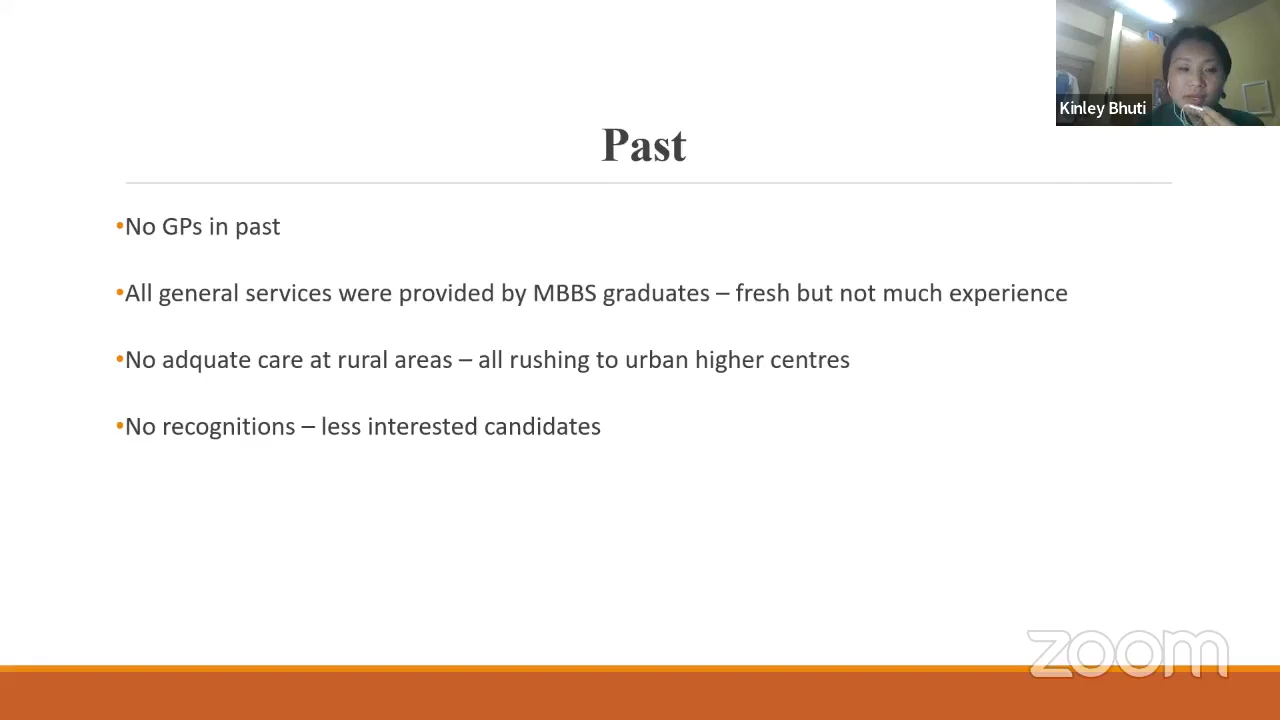 Kinley Bhuti
Past
•No GPs in past
•All general services were provided by MBBS graduates – fresh but not much experience
•No adquate care at rural areas – all rushing to urban higher centres
•No recognitions – less interested candidates
zoom